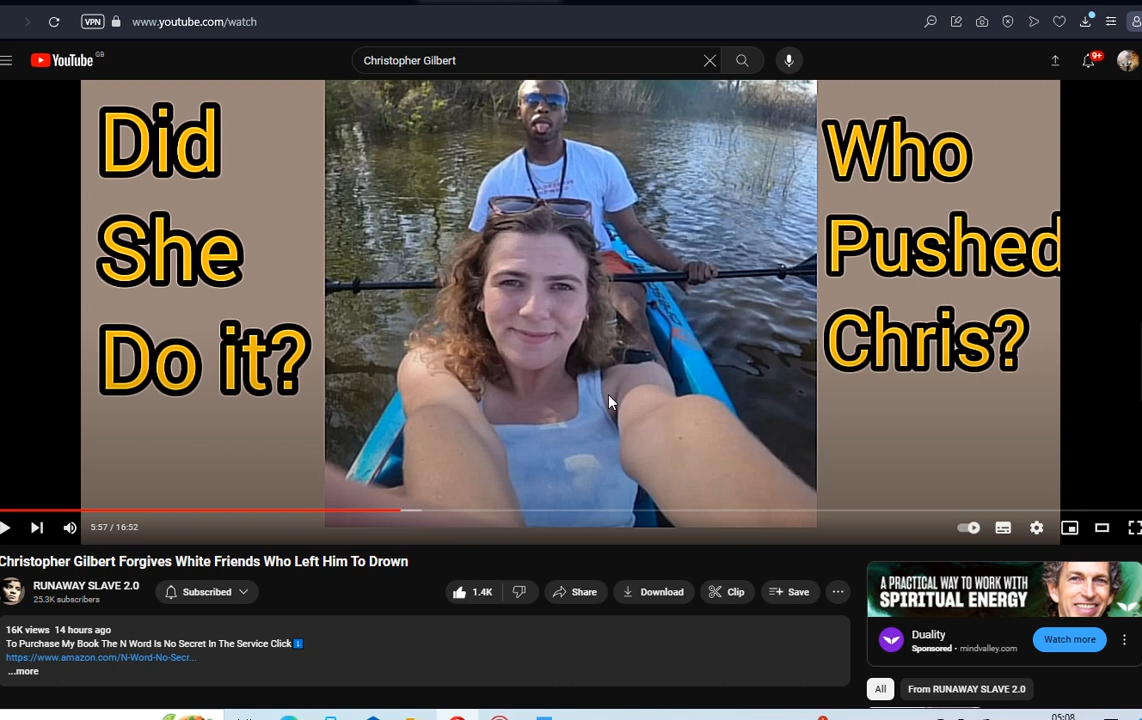 VPN
www.youtube.com/watch
YouTube GB
Christopher Gilbert
9+
Did
She
Do it?
Who
Pushed
Chris?
5:57 / 16:52
Christopher Gilbert Forgives White Friends Who Left Him To Drown
RUNAWAY SLAVE 2.0
25.3K subscribers
Subscribed
1.4K
Share
Download
Clip
Save
16K views 14 hours ago
To Purchase My Book The N Word Is No Secret In The Service Click
https://www.amazon.com/N-Word-No-Secr...
...more
A PRACTICAL WAY TO WORK WITH
SPIRITUAL ENERGY
Duality
Sponsored · mindvalley.com
Watch more
All
From RUNAWAY SLAVE 2.0
05:08